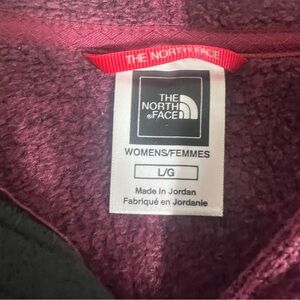 THE NORTH FACE
THE
NORTH
®FACE
WOMENS/FEMMES
L/G
Made in Jordan
Fabriqué en Jordanie